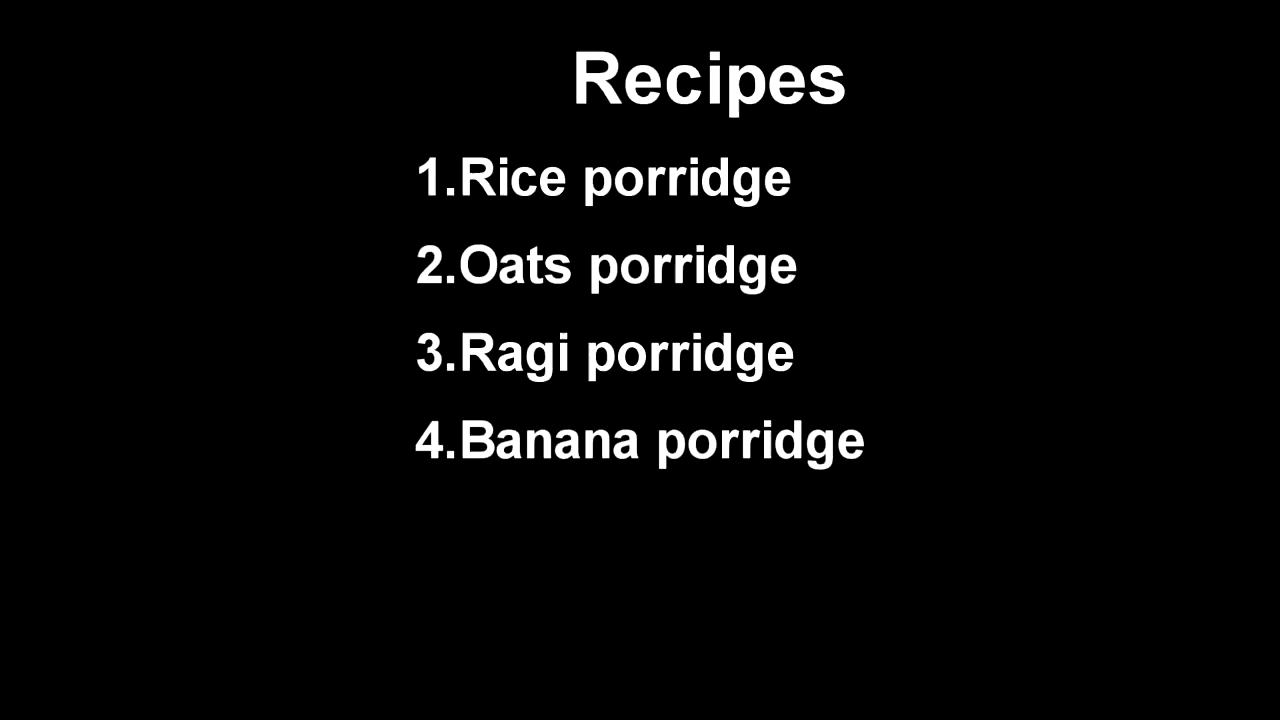 Recipes
1.Rice porridge
2.Oats porridge
3.Ragi porridge
4.Banana porridge